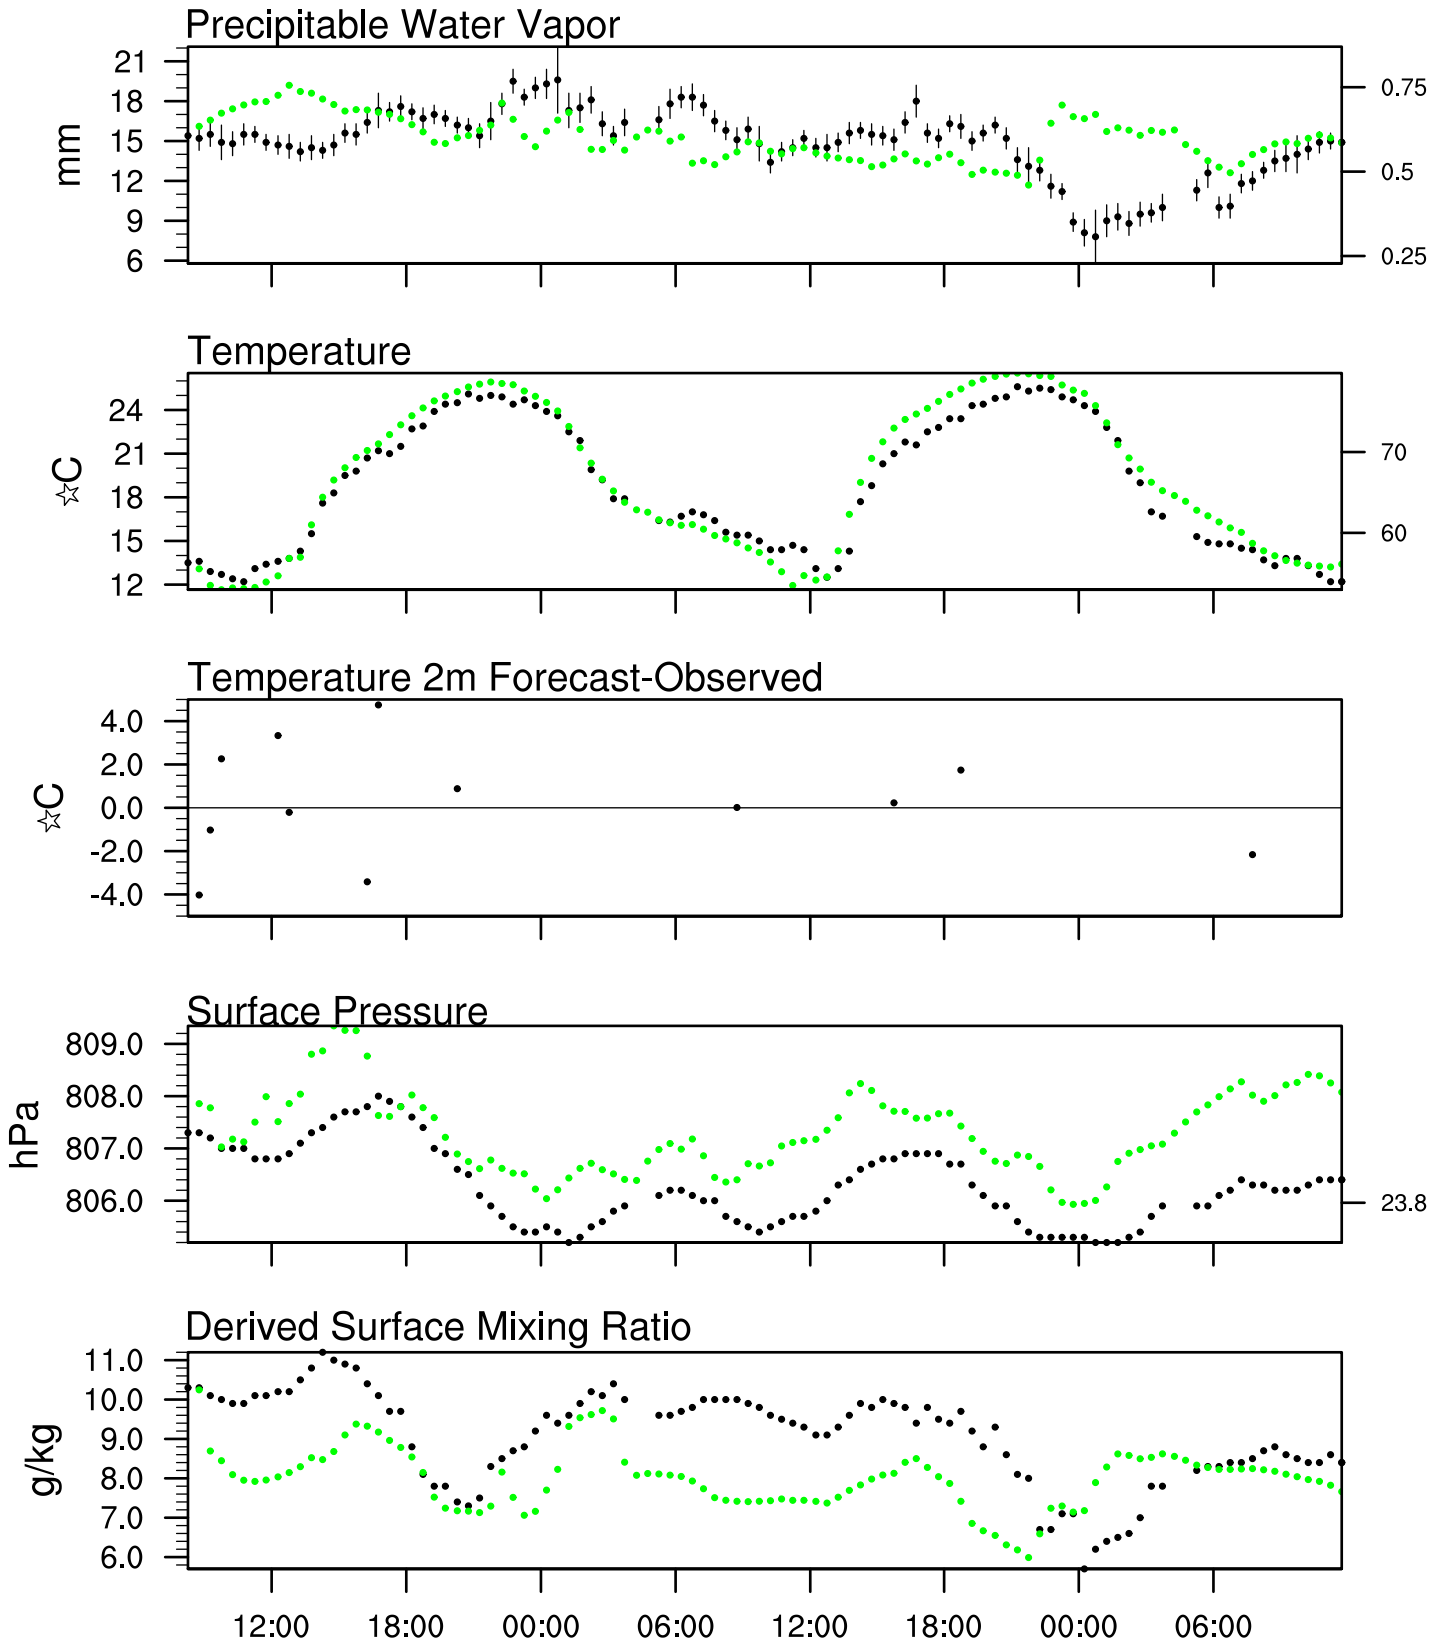 Precipitable Water Vapor
21
18
15
12
9
6
mm
0.75
0.5
0.25
Temperature
24
21
18
15
12
☆C
70
60
Temperature 2m Forecast-Observed
4.0
2.0
0.0
-2.0
-4.0
☆C
Surface Pressure
809.0
808.0
807.0
806.0
hPa
23.8
Derived Surface Mixing Ratio
11.0
10.0
9.0
8.0
7.0
6.0
g/kg
12:00 18:00 00:00 06:00 12:00 18:00 00:00 06:00